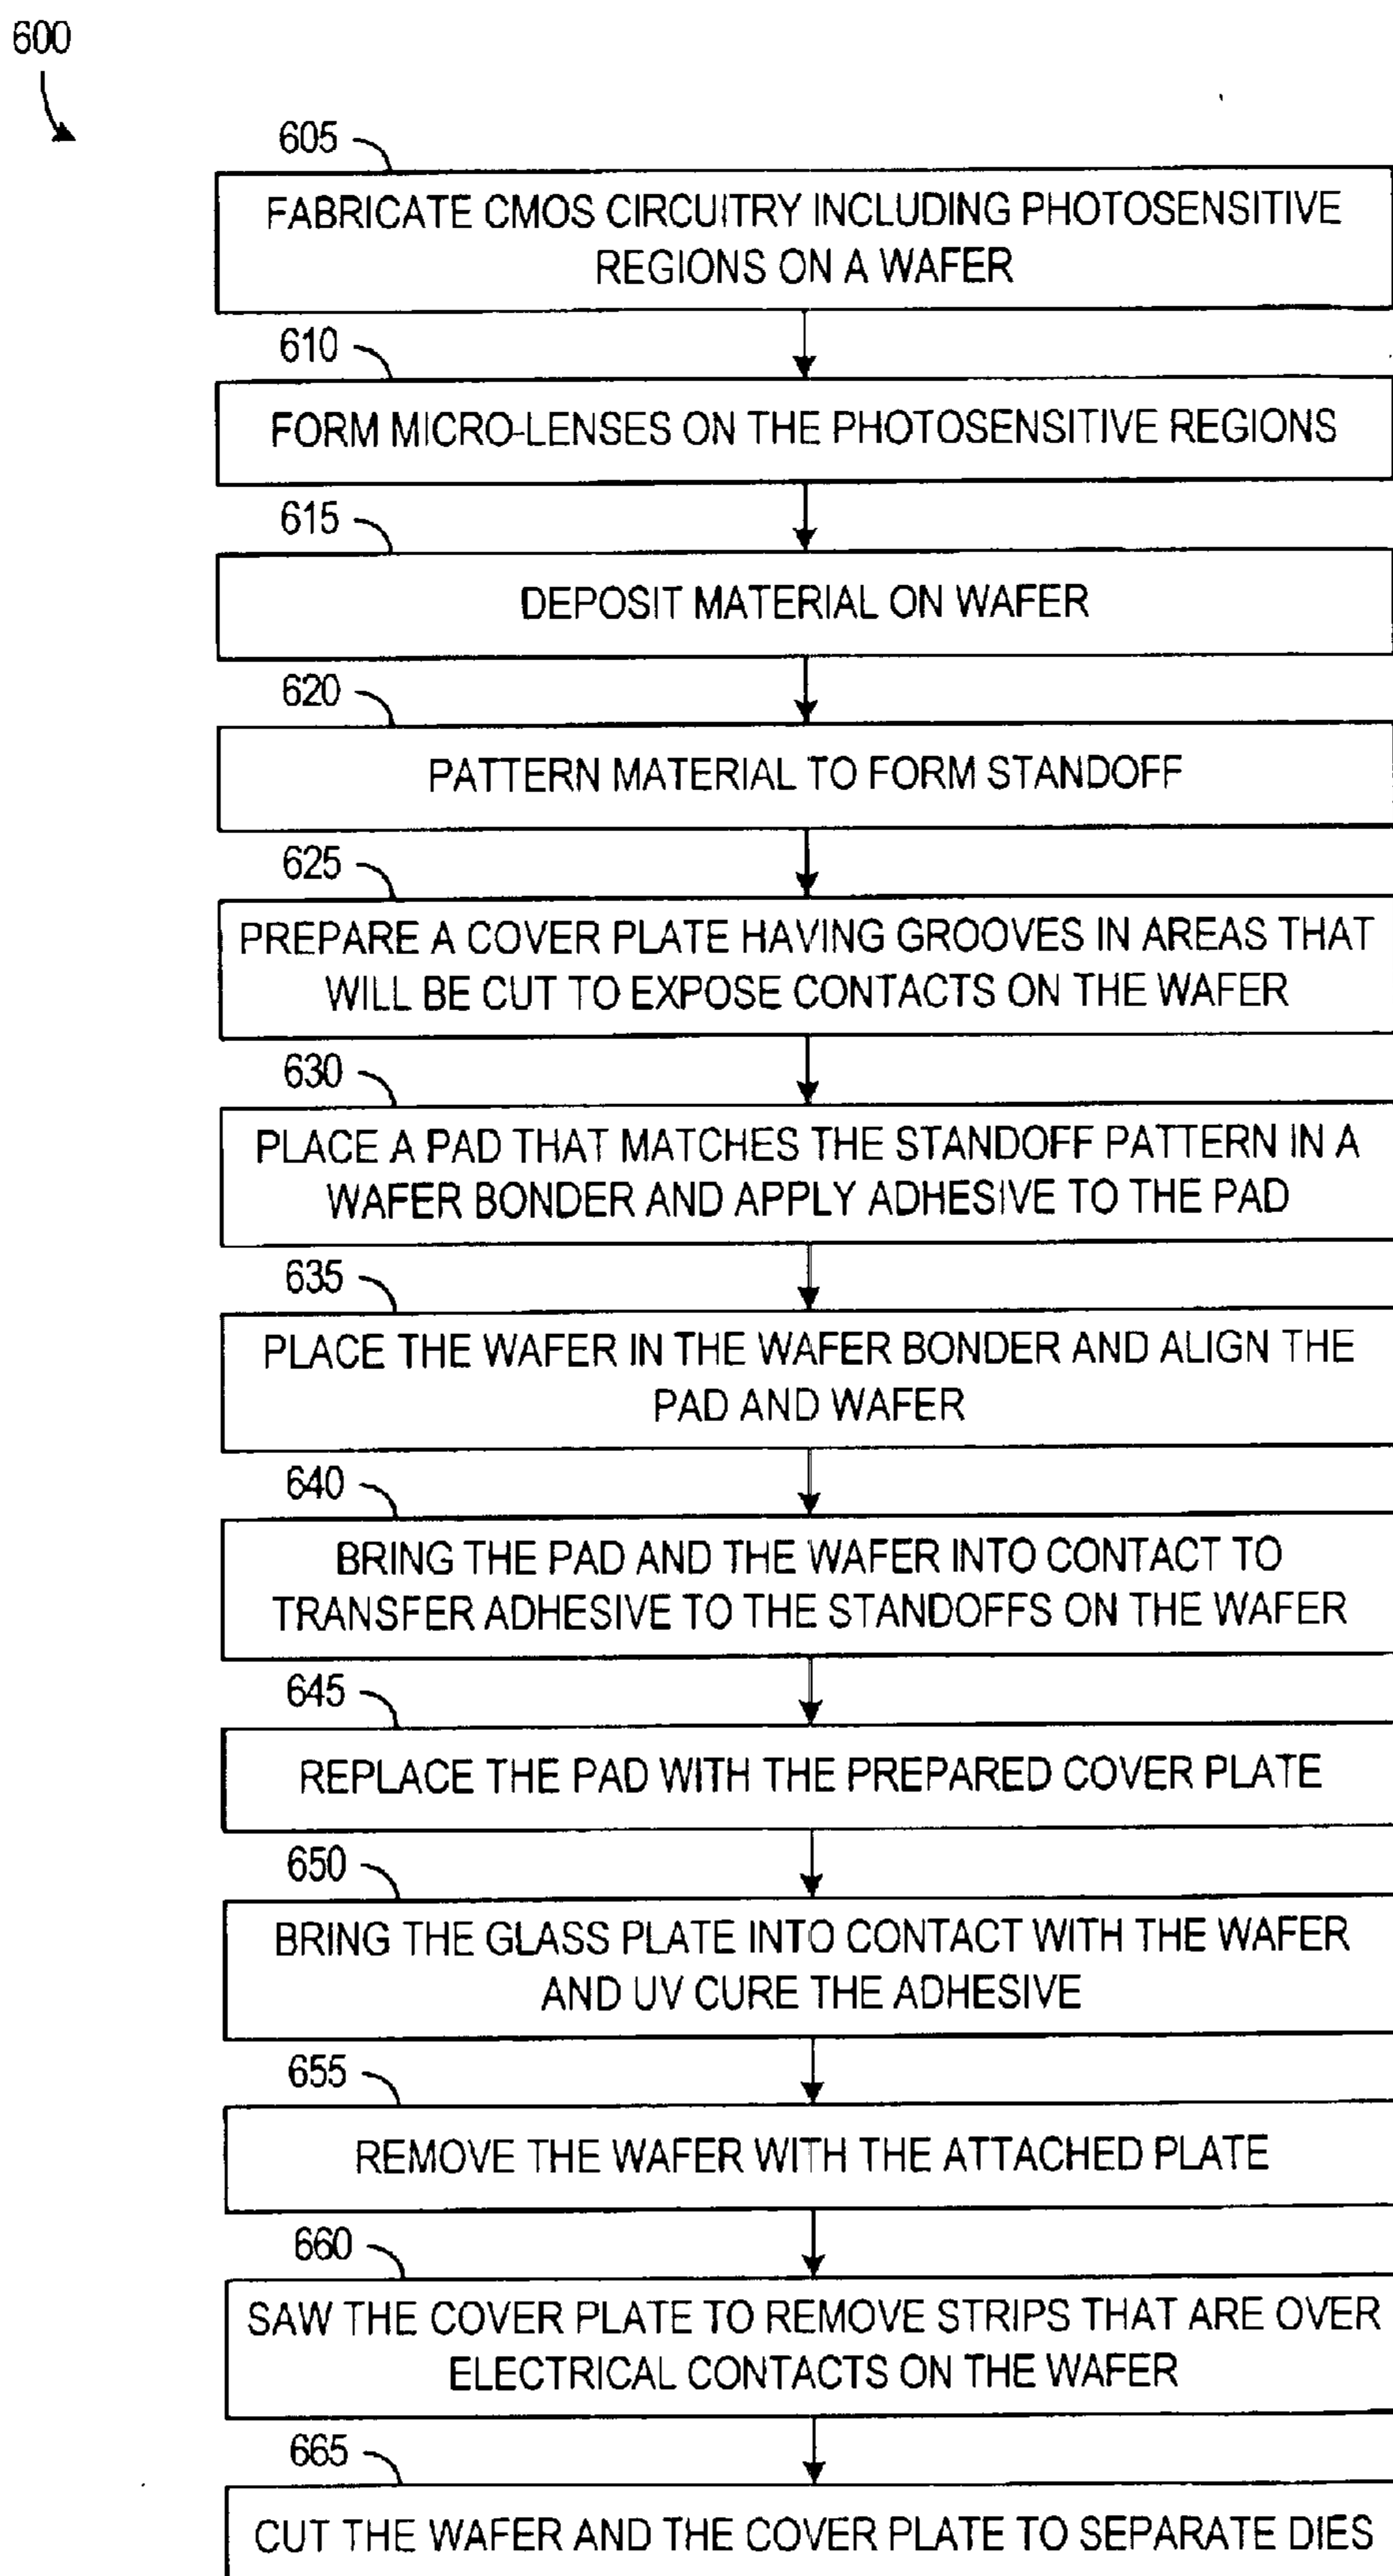 600
605
FABRICATE CMOS CIRCUITRY INCLUDING PHOTOSENSITIVE
REGIONS ON A WAFER
610
FORM MICRO-LENSES ON THE PHOTOSENSITIVE REGIONS
615
DEPOSIT MATERIAL ON WAFER
620
PATTERN MATERIAL TO FORM STANDOFF
625
PREPARE A COVER PLATE HAVING GROOVES IN AREAS THAT
WILL BE CUT TO EXPOSE CONTACTS ON THE WAFER
630
PLACE A PAD THAT MATCHES THE STANDOFF PATTERN IN A
WAFER BONDER AND APPLY ADHESIVE TO THE PAD
635
PLACE THE WAFER IN THE WAFER BONDER AND ALIGN THE
PAD AND WAFER
640
BRING THE PAD AND THE WAFER INTO CONTACT TO
TRANSFER ADHESIVE TO THE STANDOFFS ON THE WAFER
645
REPLACE THE PAD WITH THE PREPARED COVER PLATE
650
BRING THE GLASS PLATE INTO CONTACT WITH THE WAFER
AND UV CURE THE ADHESIVE
655
REMOVE THE WAFER WITH THE ATTACHED PLATE
660
SAW THE COVER PLATE TO REMOVE STRIPS THAT ARE OVER
ELECTRICAL CONTACTS ON THE WAFER
665
CUT THE WAFER AND THE COVER PLATE TO SEPARATE DIES